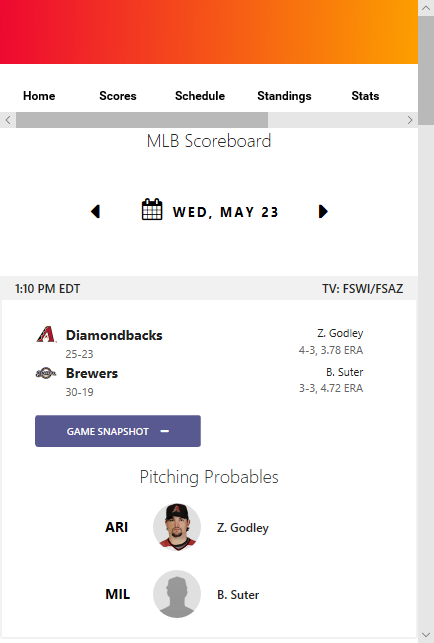 Home Scores Schedule Standings Stats
MLB Scoreboard
WED, MAY 23
1:10 PM EDT TV: FSWI/FSAZ
Diamondbacks Z. Godley
25-23 4-3, 3.78 ERA
Brewers B. Suter
30-19 3-3, 4.72 ERA
GAME SNAPSHOT
Pitching Probables
ARI Z. Godley
MIL B. Suter